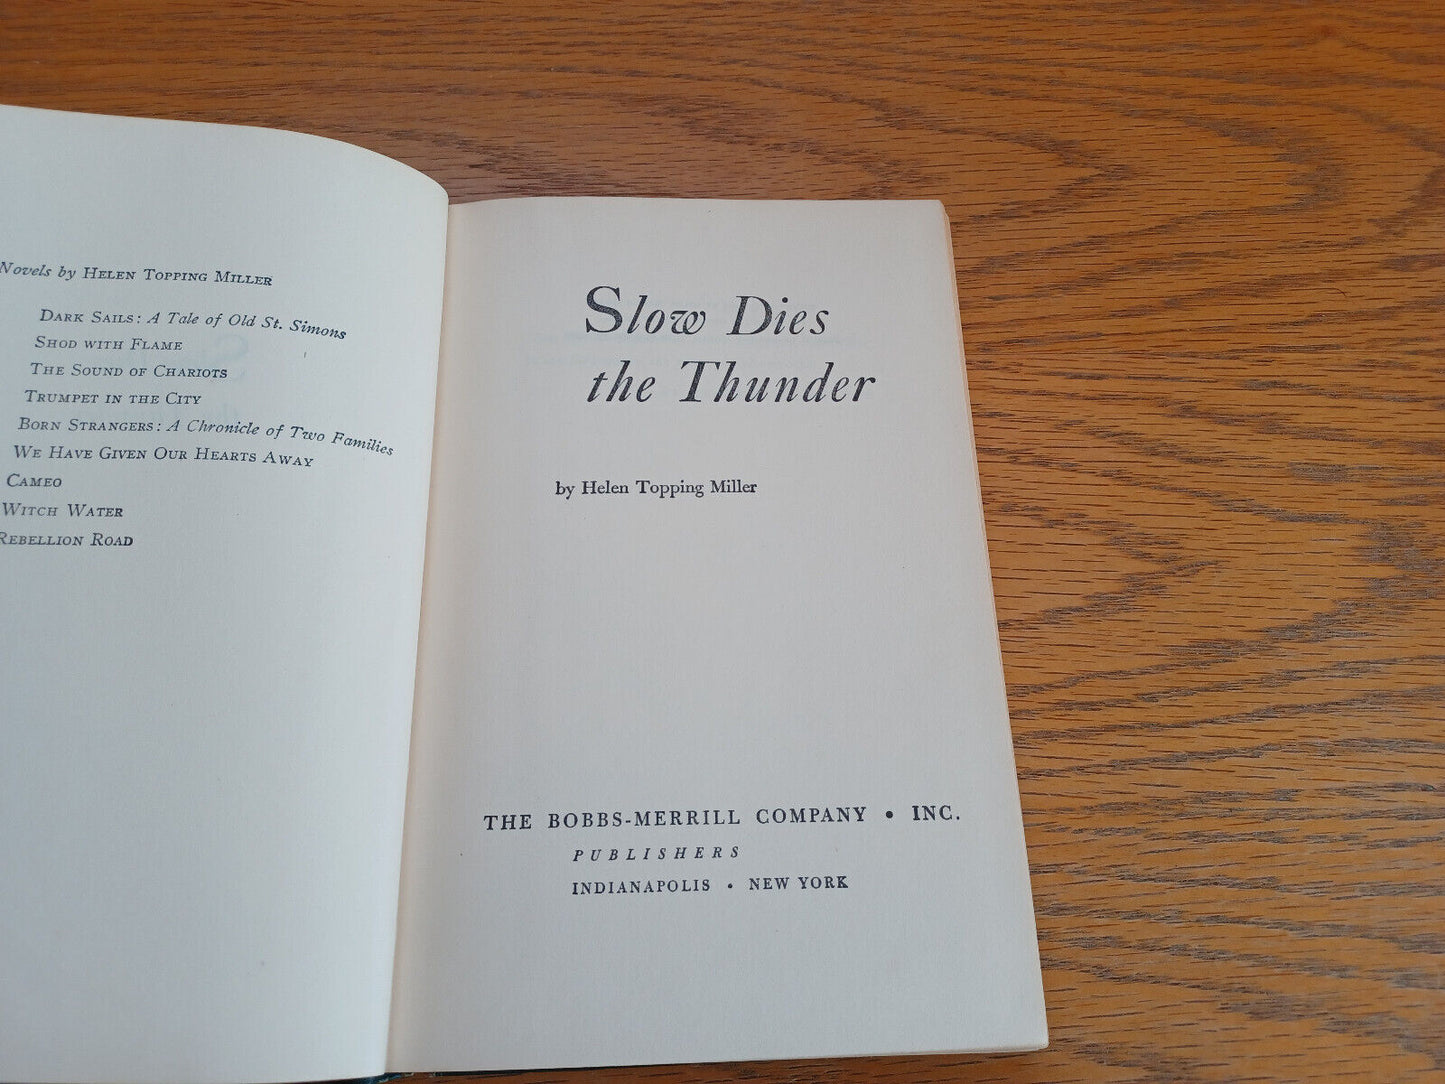 Novels by HELEN TOPPING MILLER
DARK SAILS: A Tale of Old St. Simons
SHOD WITH FLAME
THE SOUND OF CHARIOTS
TRUMPET IN THE CITY
BORN STRANGERS: A Chronicle of Two Families
WE HAVE GIVEN OUR HEARTS AWAY
CAMEO
WITCH WATER
REBELLION ROAD
Slow Dies
the Thunder
by Helen Topping Miller
THE BOBBS-MERRILL COMPANY • INC.
PUBLISHERS
INDIANAPOLIS • NEW YORK